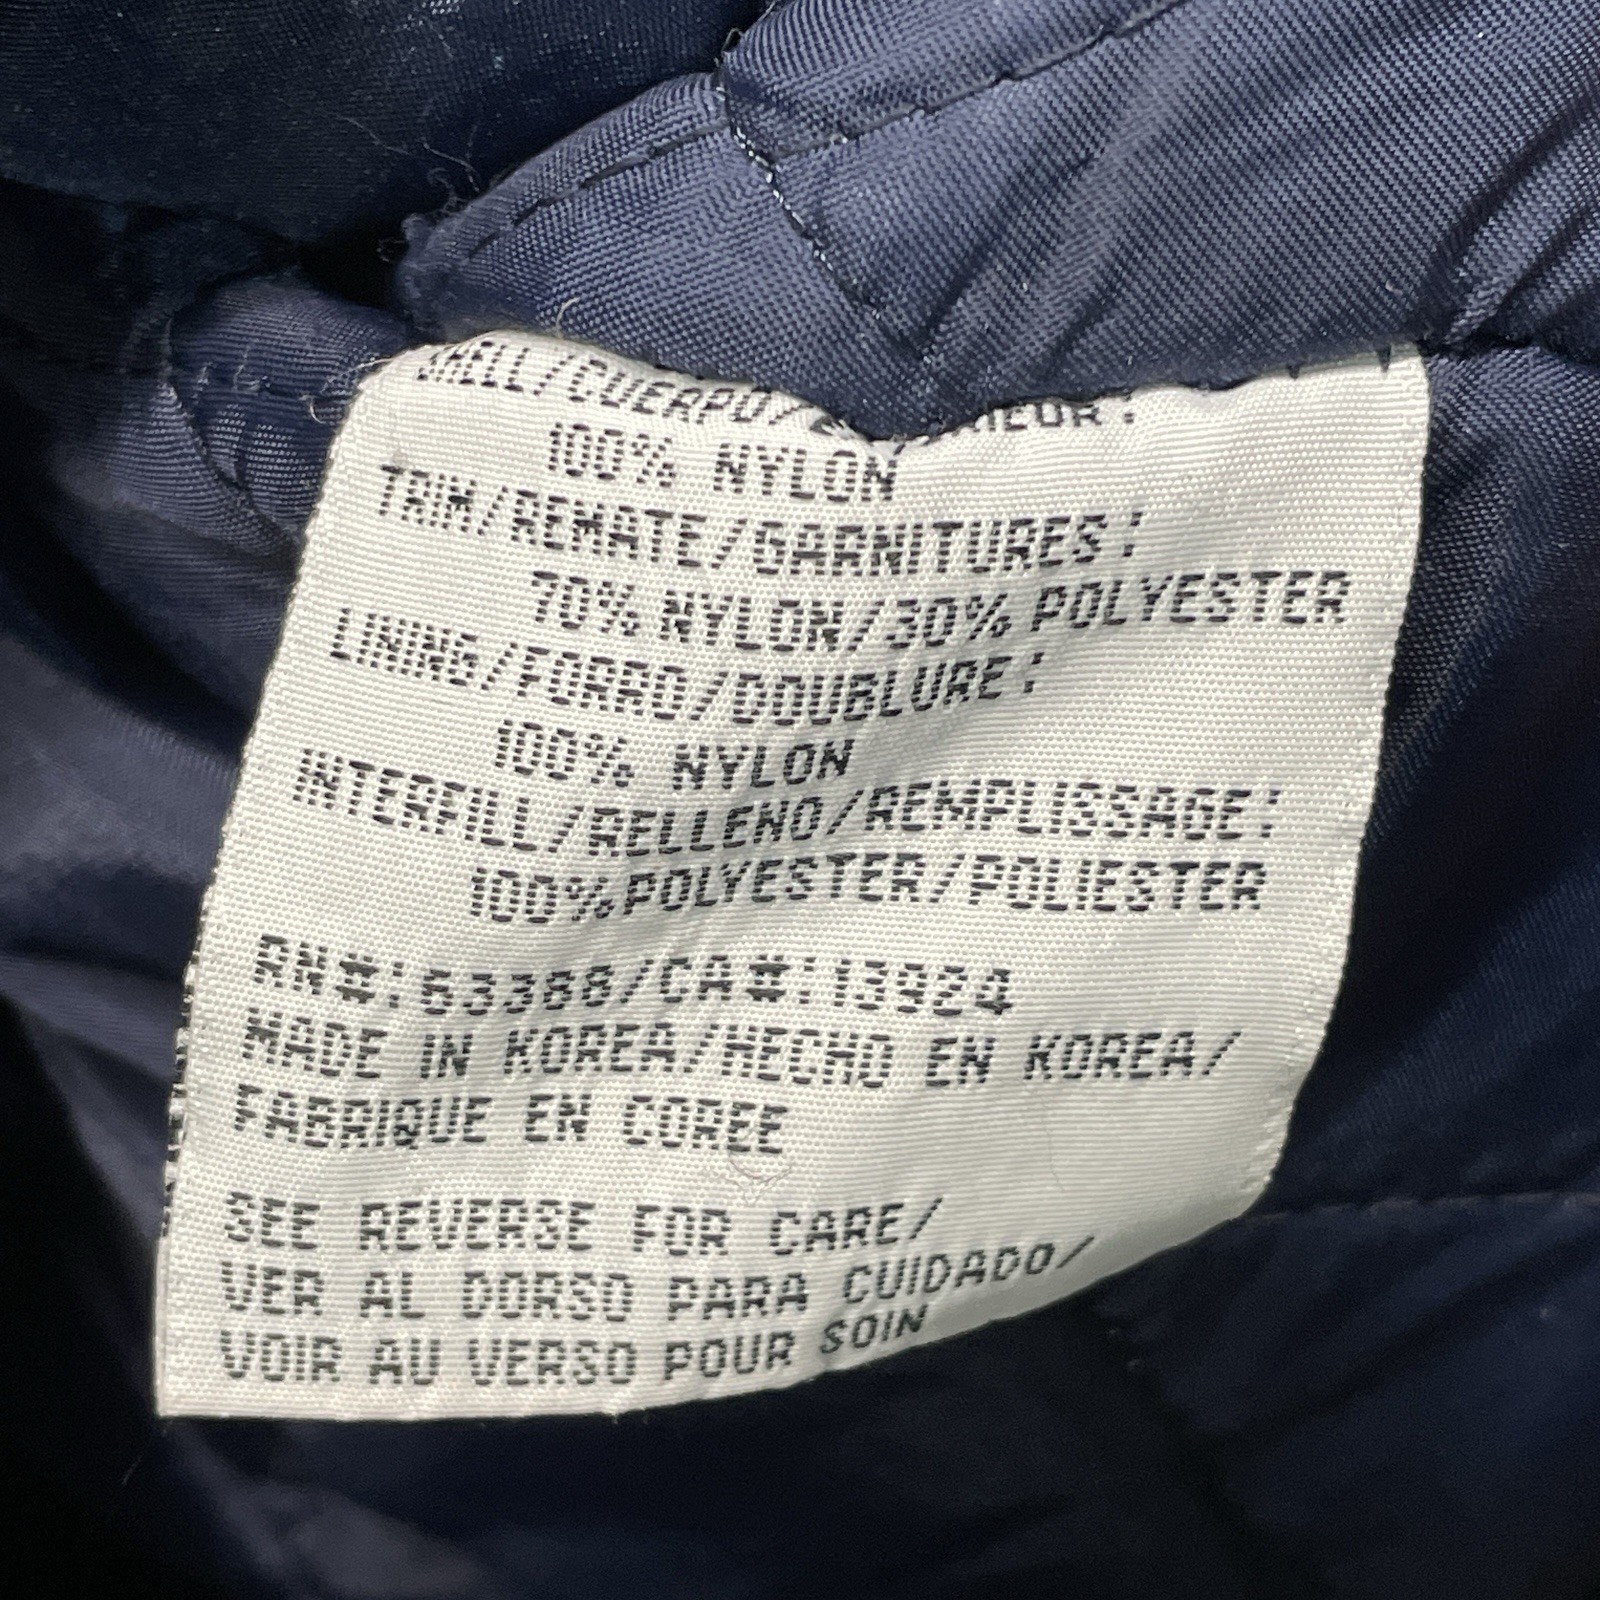 SHELL/CUERPO/
100% NYLON
TRIM/REMATE/GARNITURES:
70% NYLON/30% POLYESTER
LINING/FORRO/DOUBLURE:
100% NYLON
INTERFILL/RELLENO/REMPLISSAGE:
100% POLYESTER/POLIESTER
RN#:53388/CA#:13924
MADE IN KOREA/HECHO EN KOREA/
FABRIQUE EN COREE
SEE REVERSE FOR CARE/
VER AL DORSO PARA CUIDADO/
VOIR AU VERSO POUR SOIN